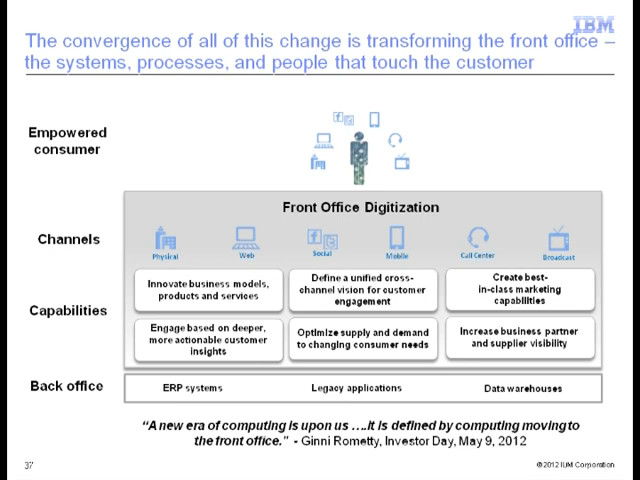 IBM
The convergence of all of this change is transforming the front office –
the systems, processes, and people that touch the customer
Empowered
consumer
Front Office Digitization
Channels
Physical
Web
Social
Mobile
Call Center
Broadcast
Capabilities
Innovate business models,
products and services
Define a unified cross-
channel vision for customer
engagement
Create best-
in-class marketing
capabilities
Engage based on deeper,
more actionable customer
insights
Optimize supply and demand
to changing consumer needs
Increase business partner
and supplier visibility
Back office
ERP systems
Legacy applications
Data warehouses
“A new era of computing is upon us ….it is defined by computing moving to
the front office.” - Ginni Rometty, Investor Day, May 9, 2012
37
© 2012 IBM Corporation